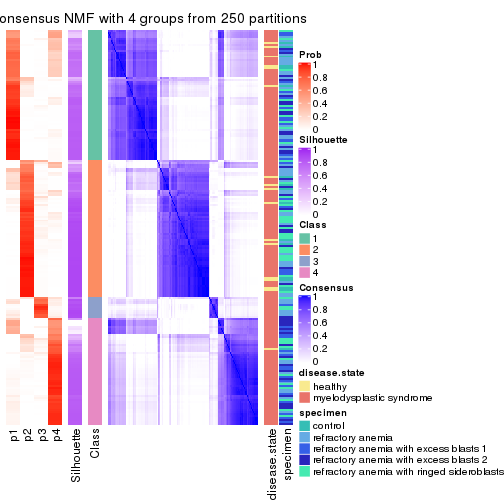 onsensus NMF with 4 groups from 250 partitions
Prob
1
0.8
0.6
0.4
0.2
0
Silhouette
1
0.8
0.6
0.4
0.2
0
Class
1
2
3
4
Consensus
1
0.8
0.6
0.4
0.2
0
disease.state
healthy
myelodysplastic syndrome
specimen
control
refractory anemia
refractory anemia with excess blasts 1
refractory anemia with excess blasts 2
refractory anemia with ringed sideroblasts
p1
p2
p3
p4
Silhouette
Class
disease.state
specimen